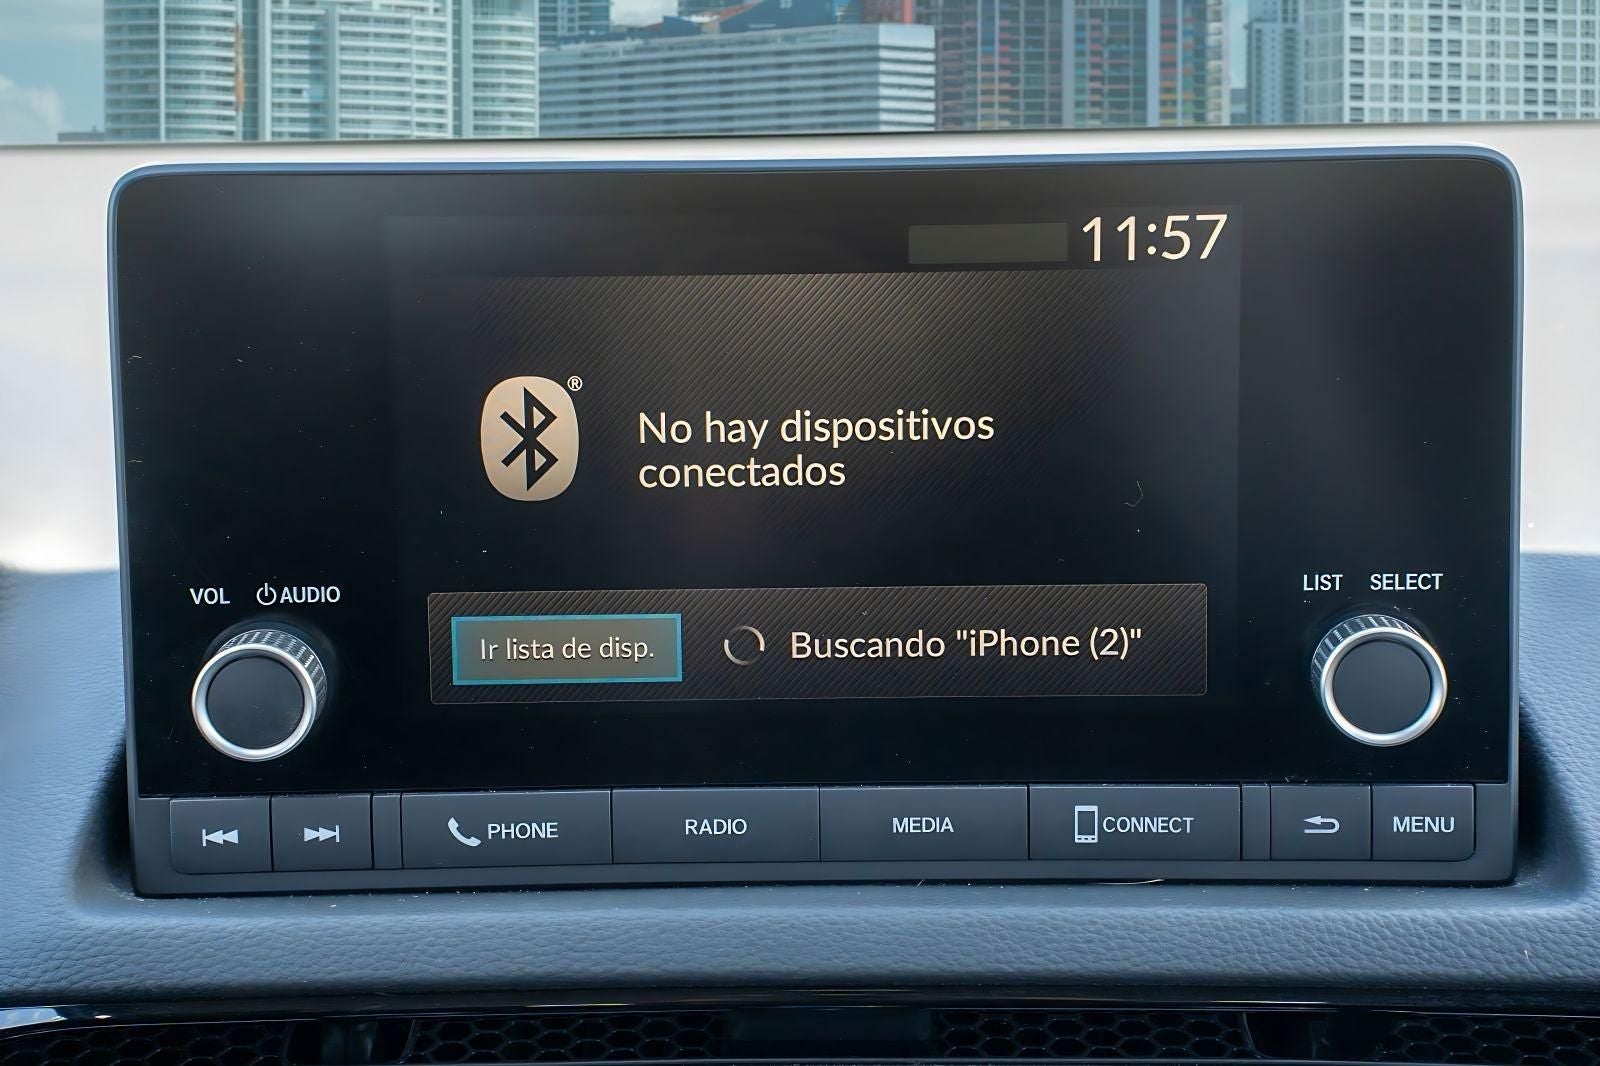 11:57
®
No hay dispositivos
conectados
VOL AUDIO
LIST SELECT
Ir lista de disp.
Buscando "iPhone (2)"
PHONE
RADIO
MEDIA
CONNECT
MENU